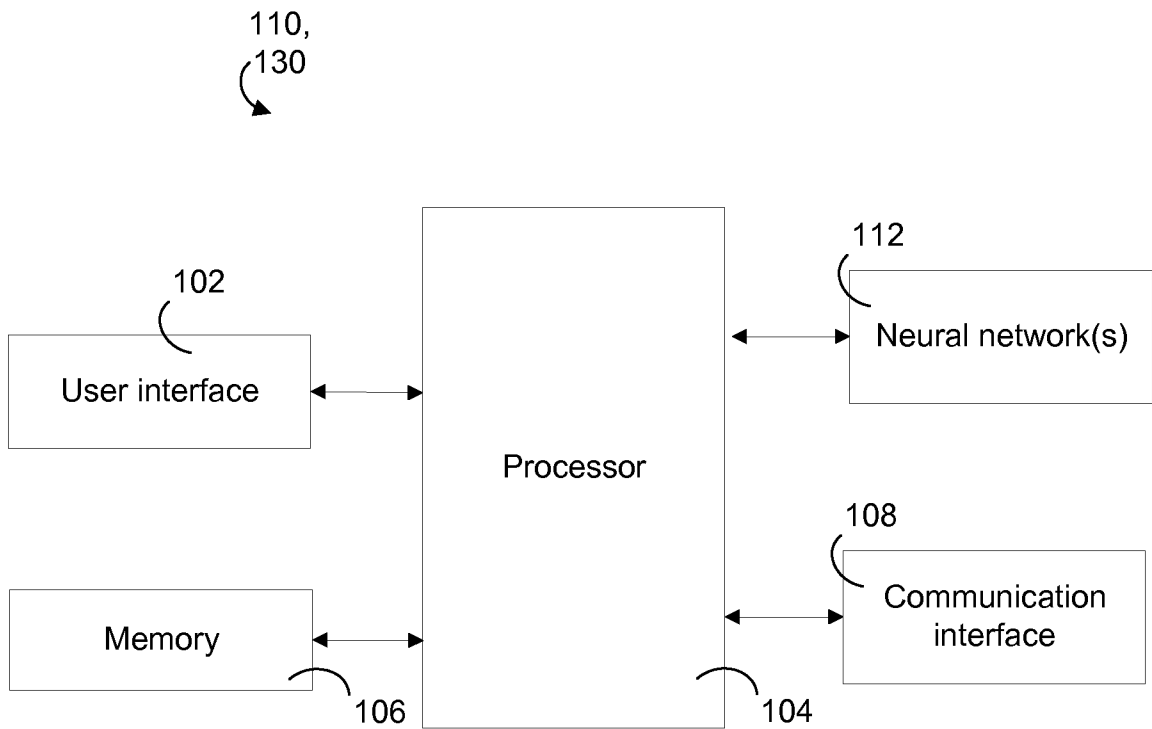 110,
130
112
102
Neural network(s)
User interface
Processor
108
Communication
interface
Memory
106
104